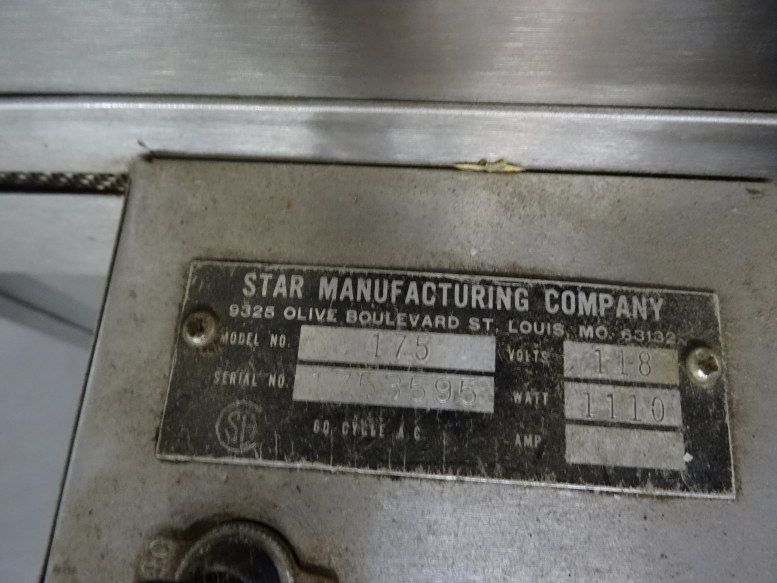 STAR MANUFACTURING COMPANY
9325 OLIVE BOULEVARD ST. LOUIS, MO. 63132
MODEL NO. 175 VOLTS 118
SERIAL NO. WATT 1110
60 CYCLE A.C. AMP